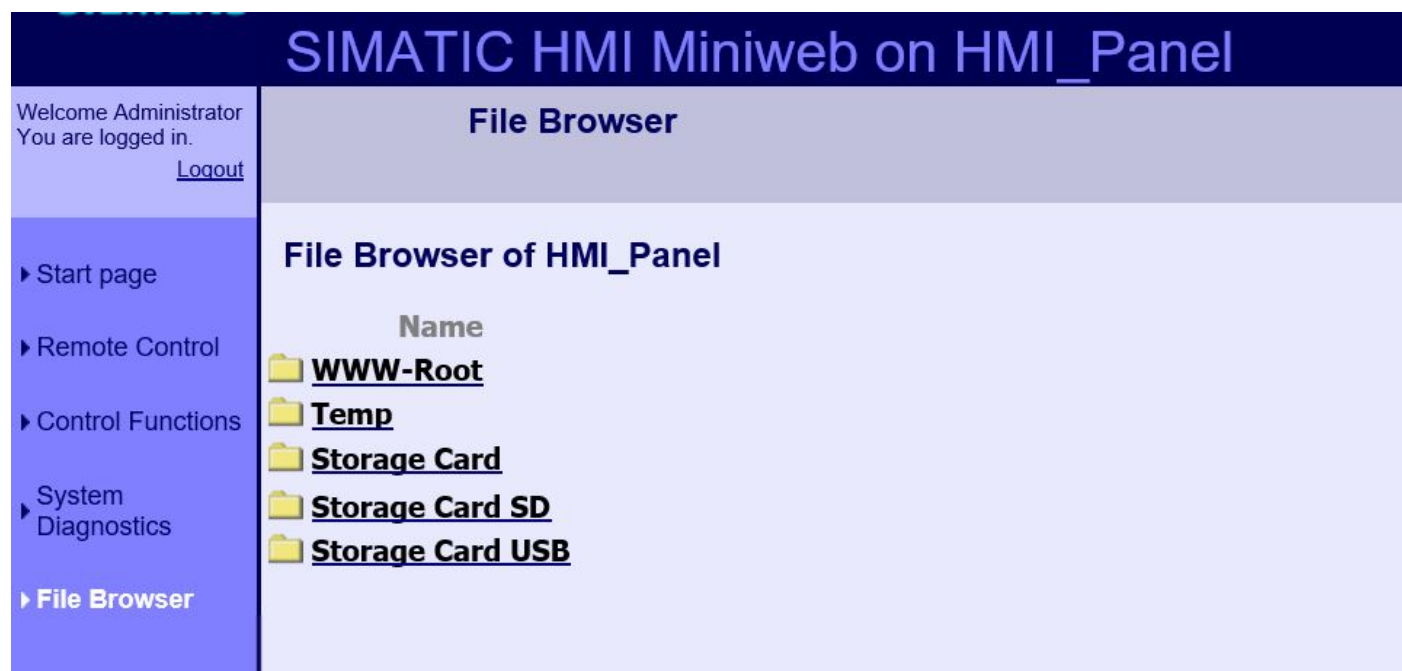 SIMATIC HMI Miniweb on HMI_Panel
Welcome Administrator
You are logged in.
Logout
File Browser
Start page
Remote Control
Control Functions
System
Diagnostics
File Browser
File Browser of HMI_Panel
Name
WWW-Root
Temp
Storage Card
Storage Card SD
Storage Card USB